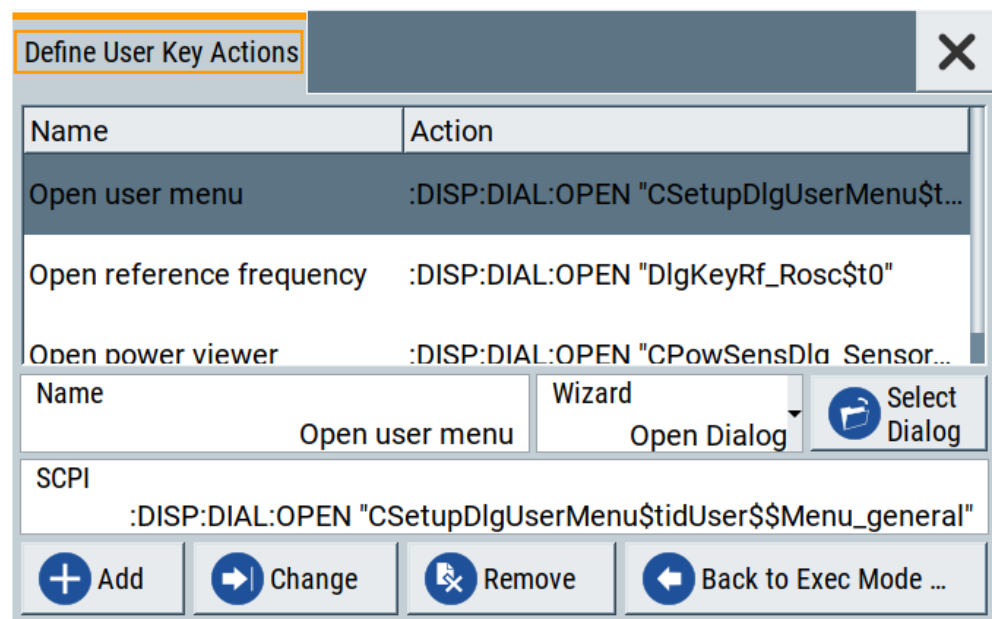 Define User Key Actions
Name Action
Open user menu :DISP:DIAL:OPEN "CSetupDlgUserMenu$t...
Open reference frequency :DISP:DIAL:OPEN "DlgKeyRf_Rosc$t0"
Open power viewer :DISP:DIAL:OPEN "CPowSensDlg_Sensor...
Name Wizard Select
Open user menu Open Dialog Dialog
SCPI
:DISP:DIAL:OPEN "CSetupDlgUserMenu$tidUser$$Menu_general"
Add Change Remove Back to Exec Mode ...